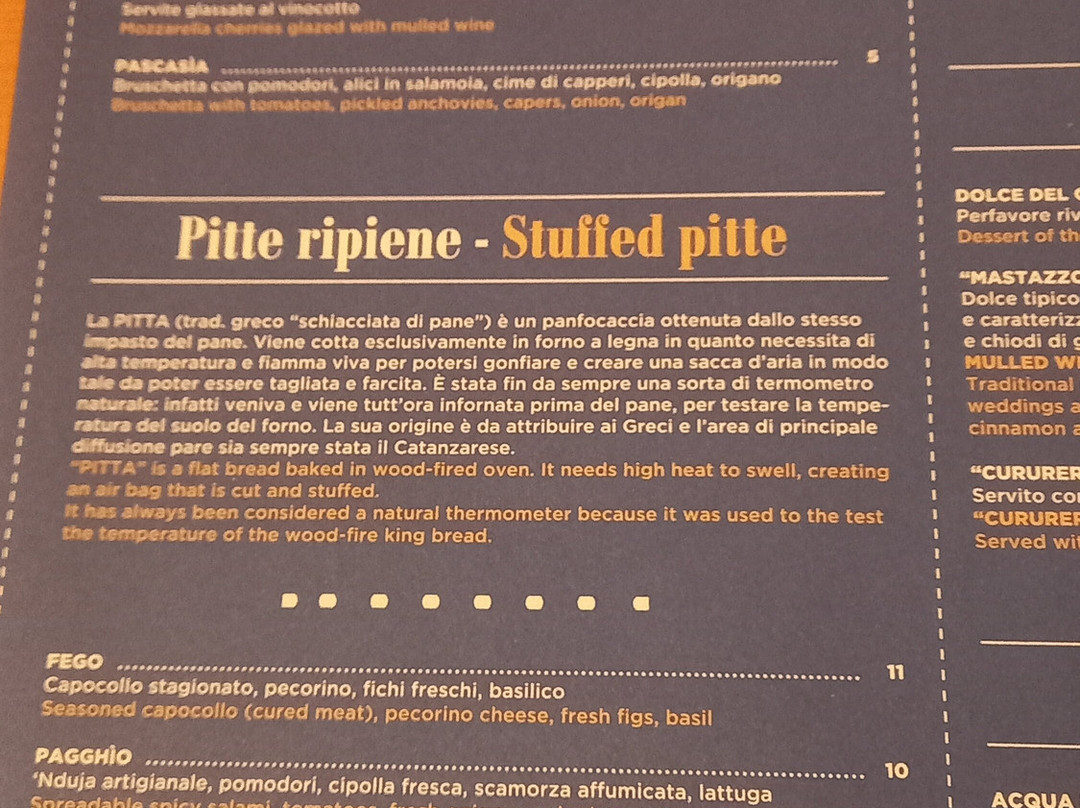 Servite glassate al vinocotto
Mozzarella cherries glazed with mulled wine
PASCASÌA 5
Bruschetta con pomodori, alici in salamoia, cime di capperi, cipolla, origano
Bruschetta with tomatoes, pickled anchovies, capers, onion, origan
Pitte ripiene - Stuffed pitte
La PITTA (trad. greco “schiacciata di pane”) è un panfocaccia ottenuta dallo stesso
impasto del pane. Viene cotta esclusivamente in forno a legna in quanto necessita di
alta temperatura e fiamma viva per potersi gonfiare e creare una sacca d’aria in modo
tale da poter essere tagliata e farcita. È stata fin da sempre una sorta di termometro
naturale: infatti veniva e viene tutt’ora infornata prima del pane, per testare la tempe-
ratura del suolo del forno. La sua origine è da attribuire ai Greci e l’area di principale
diffusione pare sia sempre stata il Catanzarese.
“PITTA” is a flat bread baked in wood-fired oven. It needs high heat to swell, creating
an air bag that is cut and stuffed.
It has always been considered a natural thermometer because it was used to the test
the temperature of the wood-fire king bread.
FEGO 11
Capocollo stagionato, pecorino, fichi freschi, basilico
Seasoned capocollo (cured meat), pecorino cheese, fresh figs, basil
PAGGHÌO 10
‘Nduja artigianale, pomodori, cipolla fresca, scamorza affumicata, lattuga
Spreadable spicy salami, tomatoes,
DOLCE DEL
Perfavore riv
Dessert of th
“MASTAZZO
Dolce tipico
e caratterizz
e chiodi di g
MULLED WI
Traditional
weddings a
cinnamon a
“CURURER
Servito con
“CURURER
Served wit
ACQUA